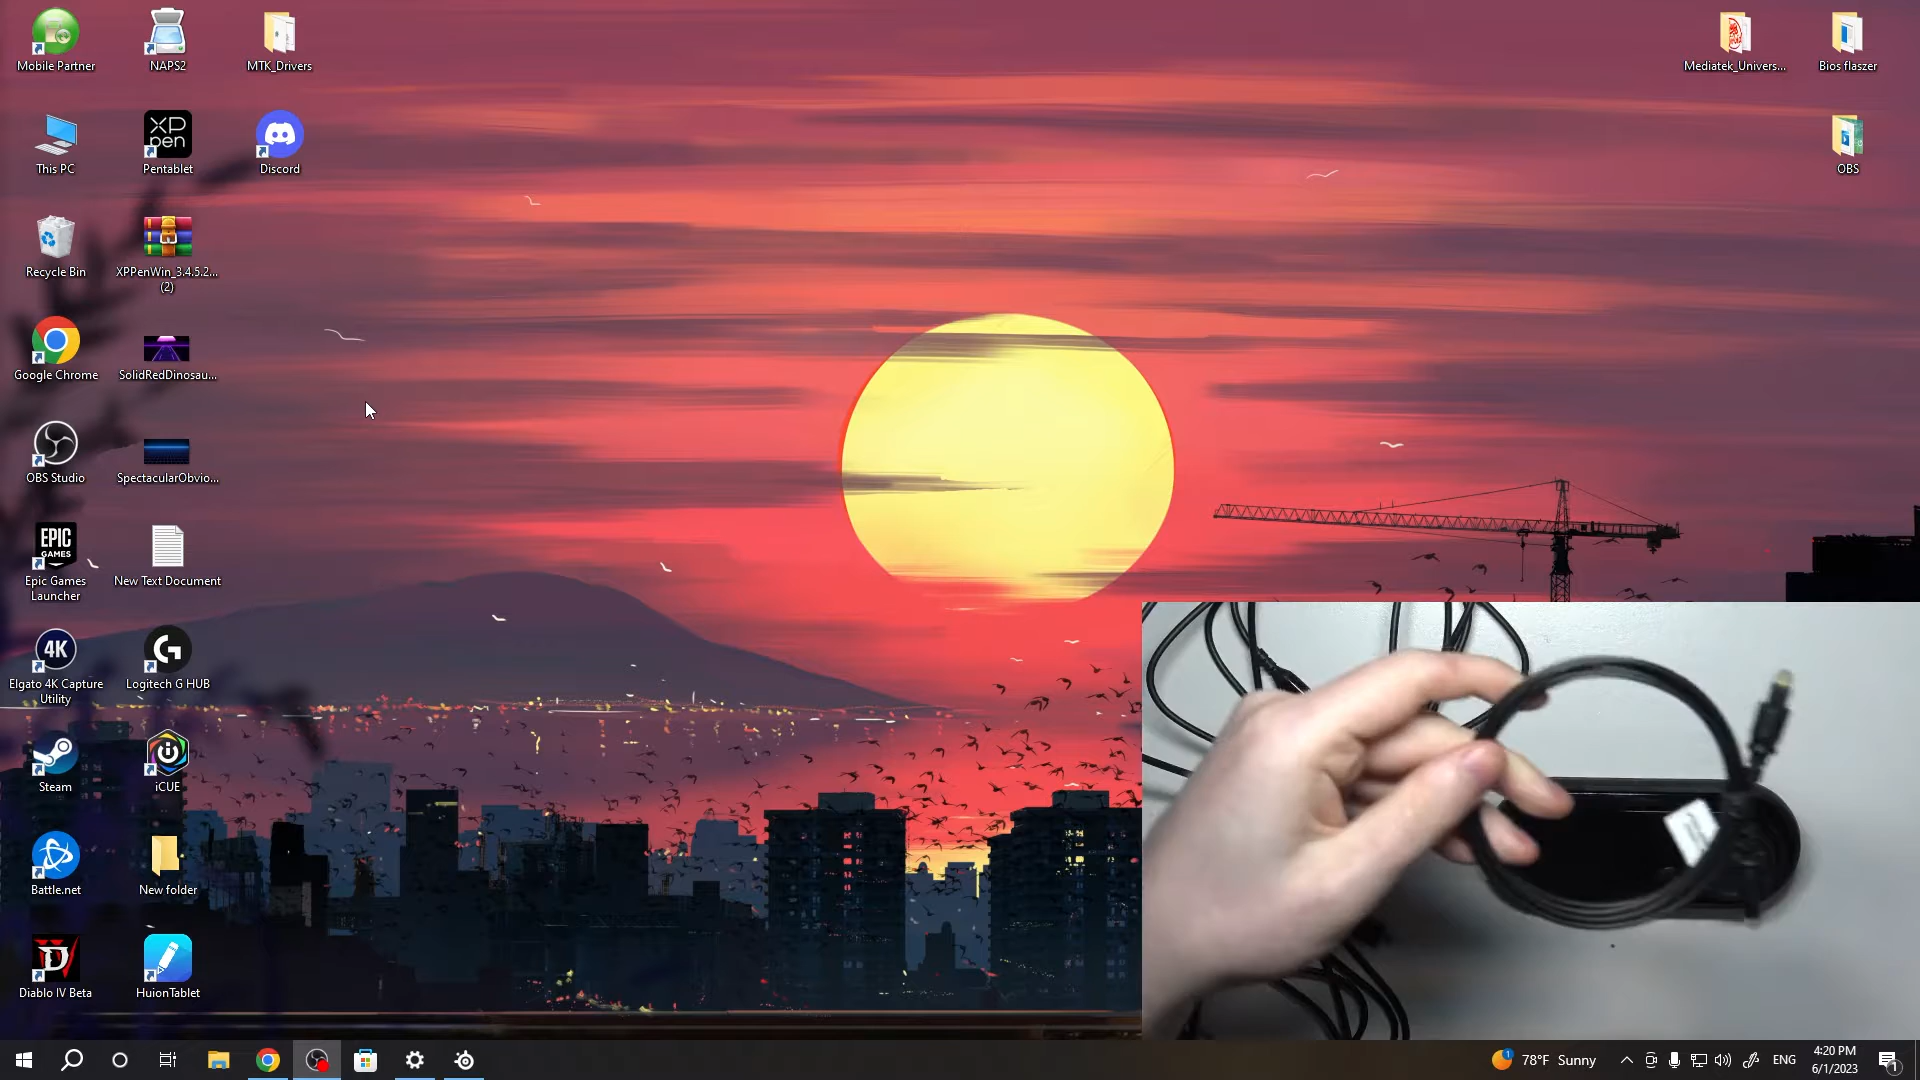 Mobile Partner
NAPS2
MTK_Drivers
Mediatek_Univers...
Bios flaszer
This PC
XP
pen
Pentablet
Discord
OBS
Recycle Bin
XPPenWin_3.4.5.2...
(2)
Google Chrome
SolidRedDinosau...
OBS Studio
SpectacularObvio...
EPIC
GAMES
Epic Games
Launcher
New Text Document
4K
Elgato 4K Capture
Utility
Logitech G HUB
Steam
iCUE
Battle.net
New folder
Diablo IV Beta
HuionTablet
1
78°F Sunny
ENG
4:20 PM
6/1/2023
1